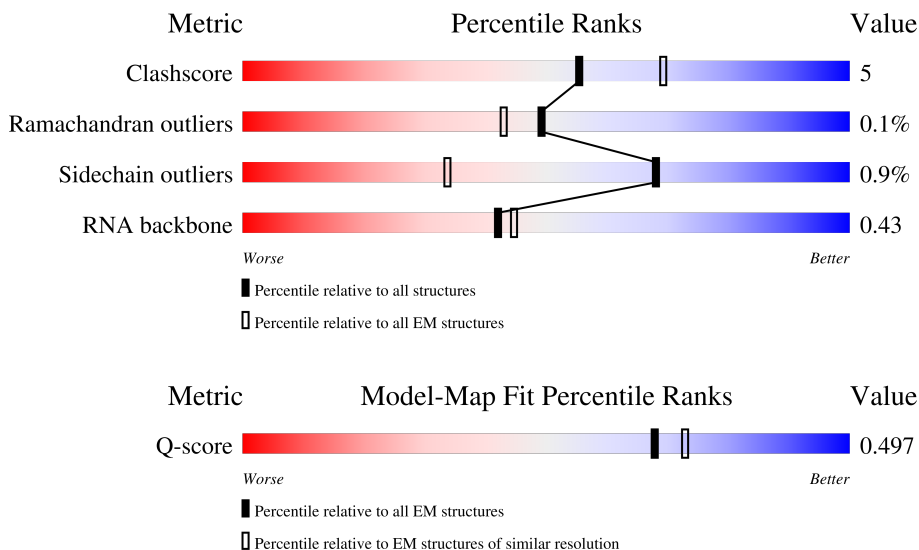 Metric Percentile Ranks Value
Clashscore 5
Ramachandran outliers 0.1%
Sidechain outliers 0.9%
RNA backbone 0.43
Worse Better
Percentile relative to all structures
Percentile relative to all EM structures
Metric Model-Map Fit Percentile Ranks Value
Q-score 0.497
Worse Better
Percentile relative to all EM structures
Percentile relative to EM structures of similar resolution